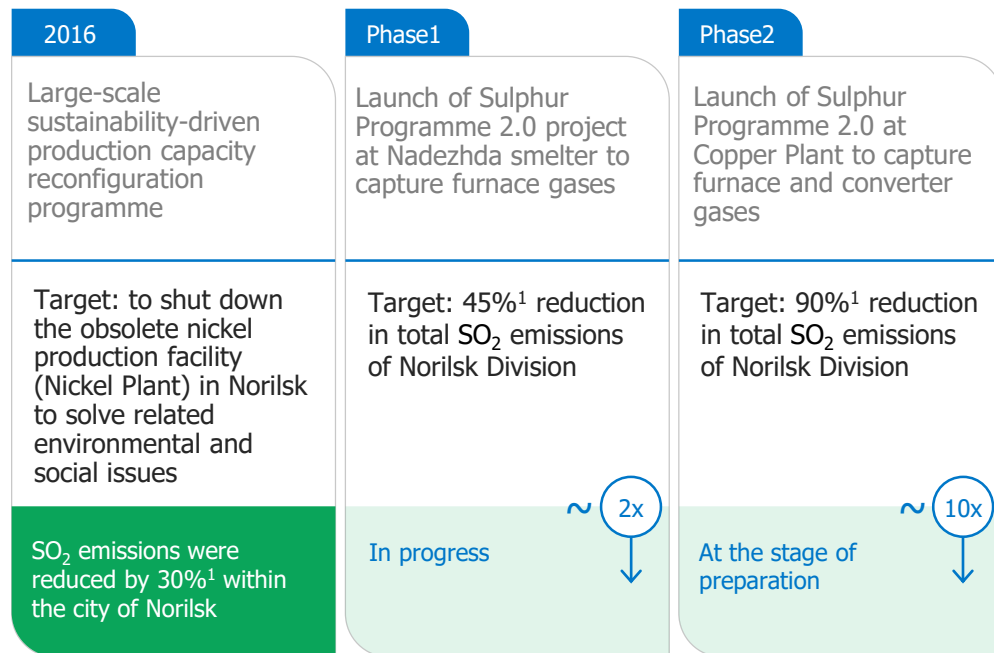 2016
Large-scale
sustainability-driven
production capacity
reconfiguration
programme
Target: to shut down
the obsolete nickel
production facility
(Nickel Plant) in Norilsk
to solve related
environmental and
social issues
SO₂ emissions were
reduced by 30%¹ within
the city of Norilsk
Phase1
Launch of Sulphur
Programme 2.0 project
at Nadezhda smelter to
capture furnace gases
Target: 45%¹ reduction
in total SO₂ emissions
of Norilsk Division
~ 2x
In progress
Phase2
Launch of Sulphur
Programme 2.0 at
Copper Plant to capture
furnace and converter
gases
Target: 90%¹ reduction
in total SO₂ emissions
of Norilsk Division
~ 10x
At the stage of
preparation